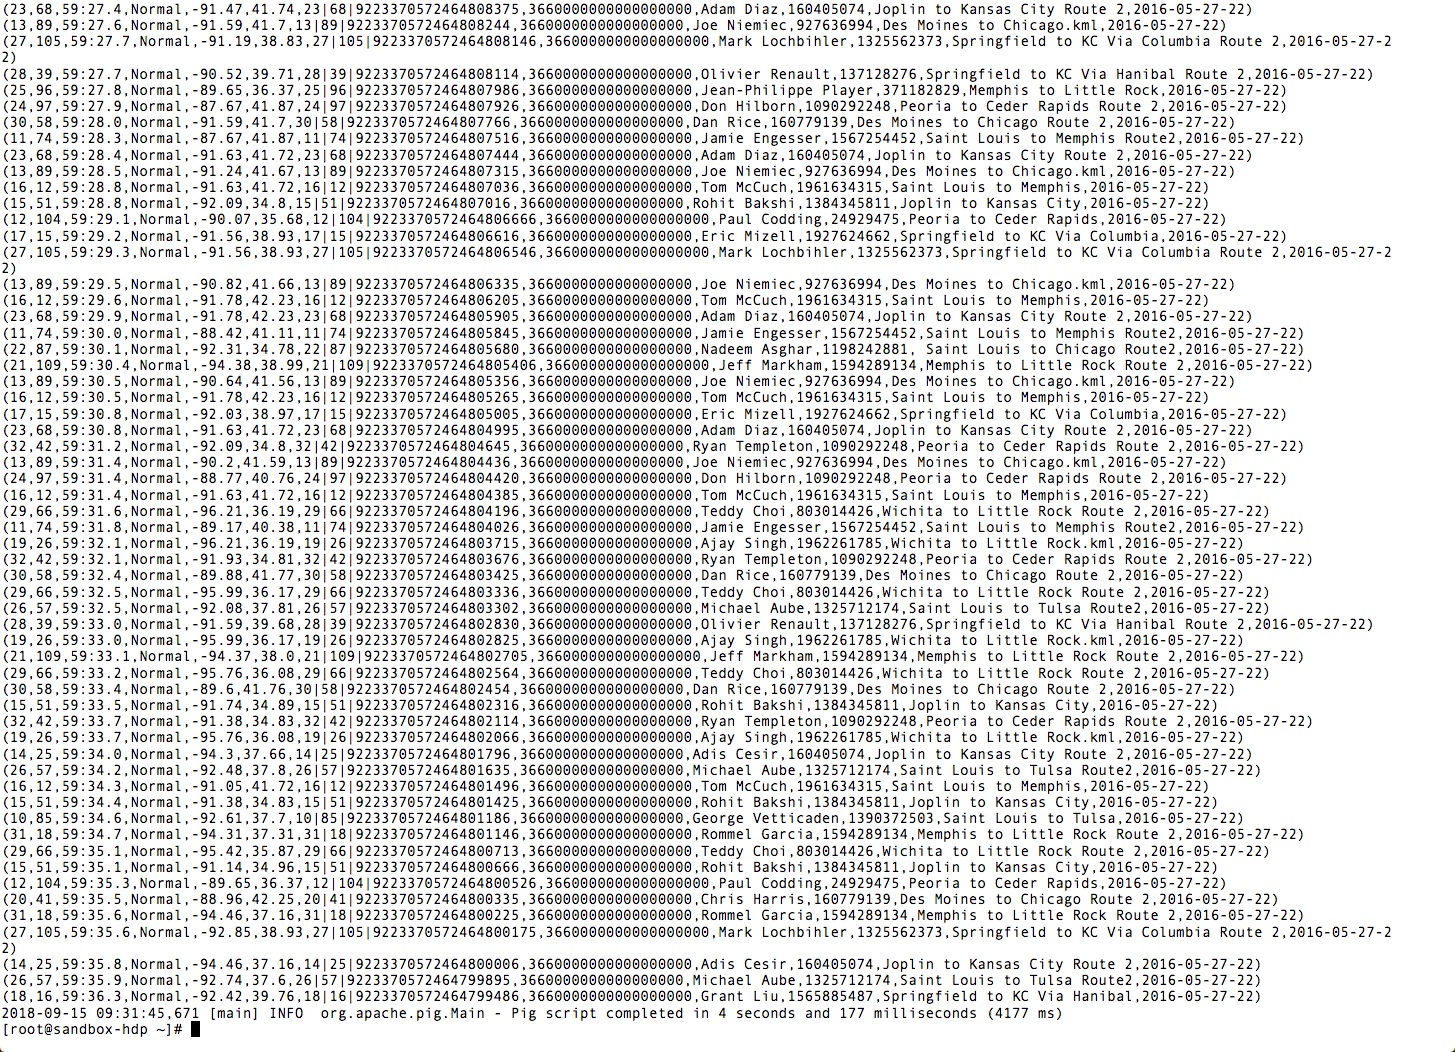 (23,68,59:27.4,Normal,-91.47,41.74,23|68|9223370572464808375,3660000000000000000,Adam Diaz,160405074,Joplin to Kansas City Route 2,2016-05-27-22)
(13,89,59:27.6,Normal,-91.59,41.7,13|89|9223370572464808244,3660000000000000000,Joe Niemiec,927636994,Des Moines to Chicago.kml,2016-05-27-22)
(27,105,59:27.7,Normal,-91.19,38.83,27|105|9223370572464808146,3660000000000000000,Mark Lochbihler,1325562373,Springfield to KC Via Columbia Route 2,2016-05-27-2
2)
(28,39,59:27.7,Normal,-90.52,39.71,28|39|9223370572464808114,3660000000000000000,Olivier Renault,137128276,Springfield to KC Via Hanibal Route 2,2016-05-27-22)
(25,96,59:27.8,Normal,-89.65,36.37,25|96|9223370572464807986,3660000000000000000,Jean-Philippe Player,371182829,Memphis to Little Rock,2016-05-27-22)
(24,97,59:27.9,Normal,-87.67,41.87,24|97|9223370572464807926,3660000000000000000,Don Hilborn,1090292248,Peoria to Ceder Rapids Route 2,2016-05-27-22)
(30,58,59:28.0,Normal,-91.59,41.7,30|58|9223370572464807766,3660000000000000000,Dan Rice,160779139,Des Moines to Chicago Route 2,2016-05-27-22)
(11,74,59:28.3,Normal,-87.67,41.87,11|74|9223370572464807516,3660000000000000000,Jamie Engesser,1567254452,Saint Louis to Memphis Route2,2016-05-27-22)
(23,68,59:28.4,Normal,-91.63,41.72,23|68|9223370572464807444,3660000000000000000,Adam Diaz,160405074,Joplin to Kansas City Route 2,2016-05-27-22)
(13,89,59:28.5,Normal,-91.24,41.67,13|89|9223370572464807315,3660000000000000000,Joe Niemiec,927636994,Des Moines to Chicago.kml,2016-05-27-22)
(16,12,59:28.8,Normal,-91.63,41.72,16|12|9223370572464807036,3660000000000000000,Tom McCuch,1961634315,Saint Louis to Memphis,2016-05-27-22)
(15,51,59:28.8,Normal,-92.09,34.8,15|51|9223370572464807016,3660000000000000000,Rohit Bakshi,1384345811,Joplin to Kansas City,2016-05-27-22)
(12,104,59:29.1,Normal,-90.07,35.68,12|104|9223370572464806666,3660000000000000000,Paul Codding,24929475,Peoria to Ceder Rapids,2016-05-27-22)
(17,15,59:29.2,Normal,-91.56,38.93,17|15|9223370572464806616,3660000000000000000,Eric Mizell,1927624662,Springfield to KC Via Columbia,2016-05-27-22)
(27,105,59:29.3,Normal,-91.56,38.93,27|105|9223370572464806546,3660000000000000000,Mark Lochbihler,1325562373,Springfield to KC Via Columbia Route 2,2016-05-27-2
2)
(13,89,59:29.5,Normal,-90.82,41.66,13|89|9223370572464806335,3660000000000000000,Joe Niemiec,927636994,Des Moines to Chicago.kml,2016-05-27-22)
(16,12,59:29.6,Normal,-91.78,42.23,16|12|9223370572464806205,3660000000000000000,Tom McCuch,1961634315,Saint Louis to Memphis,2016-05-27-22)
(23,68,59:29.9,Normal,-91.78,42.23,23|68|9223370572464805905,3660000000000000000,Adam Diaz,160405074,Joplin to Kansas City Route 2,2016-05-27-22)
(11,74,59:30.0,Normal,-88.42,41.11,11|74|9223370572464805845,3660000000000000000,Jamie Engesser,1567254452,Saint Louis to Memphis Route2,2016-05-27-22)
(22,87,59:30.1,Normal,-92.31,34.78,22|87|9223370572464805680,3660000000000000000,Nadeem Asghar,1198242881, Saint Louis to Chicago Route2,2016-05-27-22)
(21,109,59:30.4,Normal,-94.38,38.99,21|109|9223370572464805406,3660000000000000000,Jeff Markham,1594289134,Memphis to Little Rock Route 2,2016-05-27-22)
(13,89,59:30.5,Normal,-90.64,41.56,13|89|9223370572464805356,3660000000000000000,Joe Niemiec,927636994,Des Moines to Chicago.kml,2016-05-27-22)
(16,12,59:30.5,Normal,-91.78,42.23,16|12|9223370572464805265,3660000000000000000,Tom McCuch,1961634315,Saint Louis to Memphis,2016-05-27-22)
(17,15,59:30.8,Normal,-92.03,38.97,17|15|9223370572464805005,3660000000000000000,Eric Mizell,1927624662,Springfield to KC Via Columbia,2016-05-27-22)
(23,68,59:30.8,Normal,-91.63,41.72,23|68|9223370572464804995,3660000000000000000,Adam Diaz,160405074,Joplin to Kansas City Route 2,2016-05-27-22)
(32,42,59:31.2,Normal,-92.09,34.8,32|42|9223370572464804645,3660000000000000000,Ryan Templeton,1090292248,Peoria to Ceder Rapids Route 2,2016-05-27-22)
(13,89,59:31.4,Normal,-90.2,41.59,13|89|9223370572464804436,3660000000000000000,Joe Niemiec,927636994,Des Moines to Chicago.kml,2016-05-27-22)
(24,97,59:31.4,Normal,-88.77,40.76,24|97|9223370572464804420,3660000000000000000,Don Hilborn,1090292248,Peoria to Ceder Rapids Route 2,2016-05-27-22)
(16,12,59:31.4,Normal,-91.63,41.72,16|12|9223370572464804385,3660000000000000000,Tom McCuch,1961634315,Saint Louis to Memphis,2016-05-27-22)
(29,66,59:31.6,Normal,-96.21,36.19,29|66|9223370572464804196,3660000000000000000,Teddy Choi,803014426,Wichita to Little Rock Route 2,2016-05-27-22)
(11,74,59:31.8,Normal,-89.17,40.38,11|74|9223370572464804026,3660000000000000000,Jamie Engesser,1567254452,Saint Louis to Memphis Route2,2016-05-27-22)
(19,26,59:32.1,Normal,-96.21,36.19,19|26|9223370572464803715,3660000000000000000,Ajay Singh,1962261785,Wichita to Little Rock.kml,2016-05-27-22)
(32,42,59:32.1,Normal,-91.93,34.81,32|42|9223370572464803676,3660000000000000000,Ryan Templeton,1090292248,Peoria to Ceder Rapids Route 2,2016-05-27-22)
(30,58,59:32.4,Normal,-89.88,41.77,30|58|9223370572464803425,3660000000000000000,Dan Rice,160779139,Des Moines to Chicago Route 2,2016-05-27-22)
(29,66,59:32.5,Normal,-95.99,36.17,29|66|9223370572464803336,3660000000000000000,Teddy Choi,803014426,Wichita to Little Rock Route 2,2016-05-27-22)
(26,57,59:32.5,Normal,-92.08,37.81,26|57|9223370572464803302,3660000000000000000,Michael Aube,1325712174,Saint Louis to Tulsa Route2,2016-05-27-22)
(28,39,59:33.0,Normal,-91.59,39.68,28|39|9223370572464802830,3660000000000000000,Olivier Renault,137128276,Springfield to KC Via Hanibal Route 2,2016-05-27-22)
(19,26,59:33.0,Normal,-95.99,36.17,19|26|9223370572464802825,3660000000000000000,Ajay Singh,1962261785,Wichita to Little Rock.kml,2016-05-27-22)
(21,109,59:33.1,Normal,-94.37,38.0,21|109|9223370572464802705,3660000000000000000,Jeff Markham,1594289134,Memphis to Little Rock Route 2,2016-05-27-22)
(29,66,59:33.2,Normal,-95.76,36.08,29|66|9223370572464802564,3660000000000000000,Teddy Choi,803014426,Wichita to Little Rock Route 2,2016-05-27-22)
(30,58,59:33.4,Normal,-89.6,41.76,30|58|9223370572464802454,3660000000000000000,Dan Rice,160779139,Des Moines to Chicago Route 2,2016-05-27-22)
(15,51,59:33.5,Normal,-91.74,34.89,15|51|9223370572464802316,3660000000000000000,Rohit Bakshi,1384345811,Joplin to Kansas City,2016-05-27-22)
(32,42,59:33.7,Normal,-91.38,34.83,32|42|9223370572464802114,3660000000000000000,Ryan Templeton,1090292248,Peoria to Ceder Rapids Route 2,2016-05-27-22)
(19,26,59:33.7,Normal,-95.76,36.08,19|26|9223370572464802066,3660000000000000000,Ajay Singh,1962261785,Wichita to Little Rock.kml,2016-05-27-22)
(14,25,59:34.0,Normal,-94.3,37.66,14|25|9223370572464801796,3660000000000000000,Adis Cesir,160405074,Joplin to Kansas City Route 2,2016-05-27-22)
(26,57,59:34.2,Normal,-92.48,37.8,26|57|9223370572464801635,3660000000000000000,Michael Aube,1325712174,Saint Louis to Tulsa Route2,2016-05-27-22)
(16,12,59:34.3,Normal,-91.05,41.72,16|12|9223370572464801496,3660000000000000000,Tom McCuch,1961634315,Saint Louis to Memphis,2016-05-27-22)
(15,51,59:34.4,Normal,-91.38,34.83,15|51|9223370572464801425,3660000000000000000,Rohit Bakshi,1384345811,Joplin to Kansas City,2016-05-27-22)
(10,85,59:34.6,Normal,-92.61,37.7,10|85|9223370572464801186,3660000000000000000,George Vetticaden,1390372503,Saint Louis to Tulsa,2016-05-27-22)
(31,18,59:34.7,Normal,-94.31,37.31,31|18|9223370572464801146,3660000000000000000,Rommel Garcia,1594289134,Memphis to Little Rock Route 2,2016-05-27-22)
(29,66,59:35.1,Normal,-95.42,35.87,29|66|9223370572464800713,3660000000000000000,Teddy Choi,803014426,Wichita to Little Rock Route 2,2016-05-27-22)
(15,51,59:35.1,Normal,-91.14,34.96,15|51|9223370572464800666,3660000000000000000,Rohit Bakshi,1384345811,Joplin to Kansas City,2016-05-27-22)
(12,104,59:35.3,Normal,-89.65,36.37,12|104|9223370572464800526,3660000000000000000,Paul Codding,24929475,Peoria to Ceder Rapids,2016-05-27-22)
(20,41,59:35.5,Normal,-88.96,42.25,20|41|9223370572464800335,3660000000000000000,Chris Harris,160779139,Des Moines to Chicago Route 2,2016-05-27-22)
(31,18,59:35.6,Normal,-94.46,37.16,31|18|9223370572464800225,3660000000000000000,Rommel Garcia,1594289134,Memphis to Little Rock Route 2,2016-05-27-22)
(27,105,59:35.6,Normal,-92.85,38.93,27|105|9223370572464800175,3660000000000000000,Mark Lochbihler,1325562373,Springfield to KC Via Columbia Route 2,2016-05-27-2
2)
(14,25,59:35.8,Normal,-94.46,37.16,14|25|9223370572464800006,3660000000000000000,Adis Cesir,160405074,Joplin to Kansas City Route 2,2016-05-27-22)
(26,57,59:35.9,Normal,-92.74,37.6,26|57|9223370572464799895,3660000000000000000,Michael Aube,1325712174,Saint Louis to Tulsa Route2,2016-05-27-22)
(18,16,59:36.3,Normal,-92.42,39.76,18|16|9223370572464799486,3660000000000000000,Grant Liu,1565885487,Springfield to KC Via Hanibal,2016-05-27-22)
2018-09-15 09:31:45,671 [main] INFO  org.apache.pig.Main - Pig script completed in 4 seconds and 177 milliseconds (4177 ms)
[root@sandbox-hdp ~]#